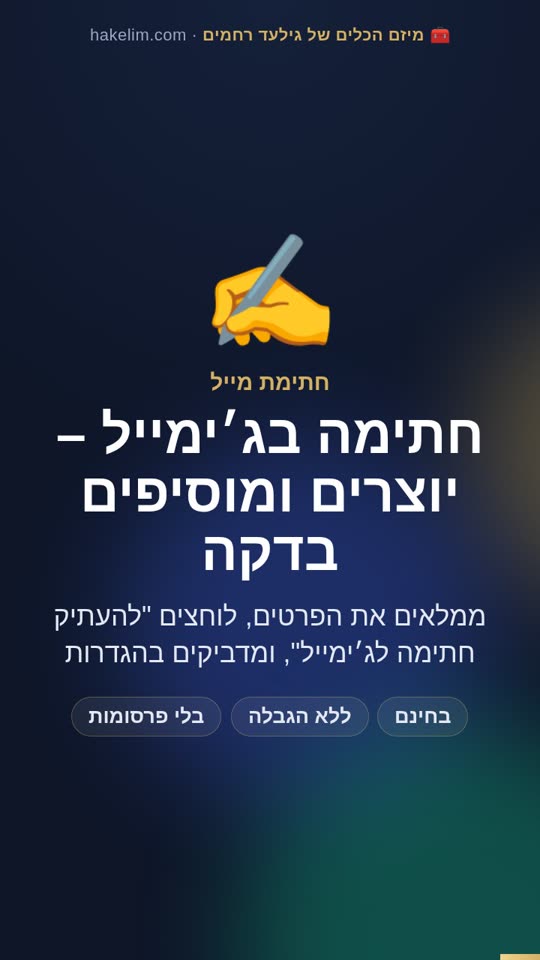 🧰 מיזם הכלים של גילעד רחמים · hakelim.com
חתימת מייל
חתימה בג׳ימייל –
יוצרים ומוסיפים
בדקה
ממלאים את הפרטים, לוחצים "להעתיק
חתימה לג׳ימייל", ומדביקים בהגדרות
בחינם
ללא הגבלה
בלי פרסומות